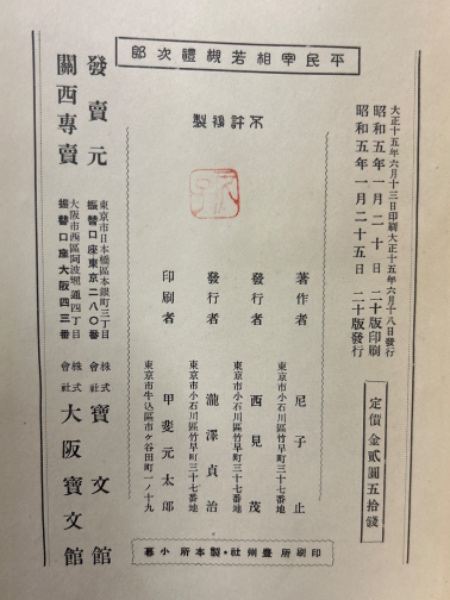 平民宰相若槻禮次郎
不許複製
大正十五年六月十三日印刷大正十五年六月十八日發行
昭和五年一月二十日二十版印刷
昭和五年一月二十五日二十版發行
定價金貳圓五拾錢
著作者 尼子止
東京市小石川區竹早町三十七番地
發行者 西見茂
東京市小石川區竹早町三十七番地
發行者 瀧澤貞治
東京市小石川區竹早町三十七番地
印刷者 甲斐元太郎
東京市牛込區市ケ谷田町一ノ十九
印刷所 豊州社・製本所 小暮
發賣元 東京市日本橋區本銀町三丁目 振替口座東京二八〇番 株式會社 寶文館
關西專賣 大阪市西區阿波堀通四丁目 振替口座大阪四三番 株式會社 大阪寶文館